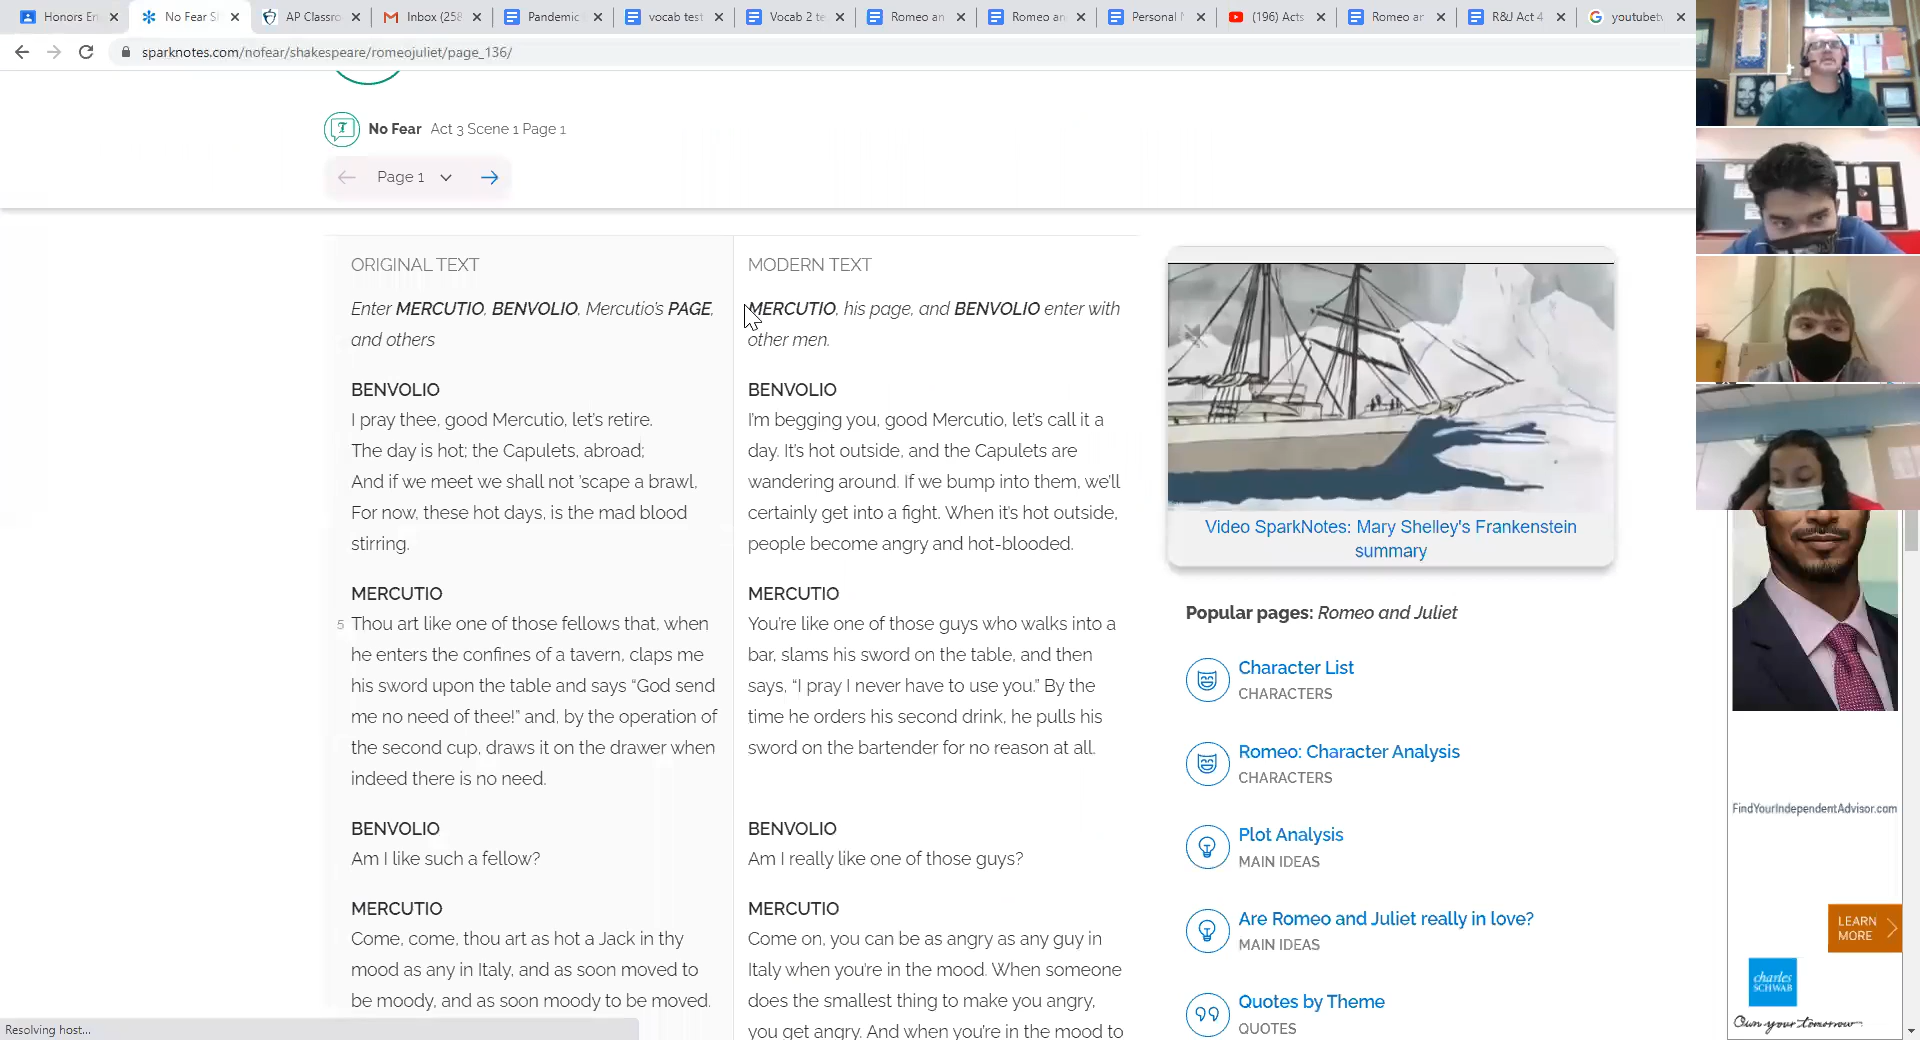 Honors En
No Fear S
AP Classro
Inbox (258
Pandemic
vocab test
Vocab 2 te
Romeo an
Romeo an
Personal N
(196) Acts
Romeo ar
R&J Act 4
youtubetv
sparknotes.com/nofear/shakespeare/romeojuliet/page_136/
No Fear Act 3 Scene 1 Page 1
Page 1
ORIGINAL TEXT
Enter MERCUTIO, BENVOLIO, Mercutio's PAGE,
and others
BENVOLIO
I pray thee, good Mercutio, let's retire.
The day is hot; the Capulets, abroad;
And if we meet we shall not 'scape a brawl,
For now, these hot days, is the mad blood
stirring.
MERCUTIO
5 Thou art like one of those fellows that, when
he enters the confines of a tavern, claps me
his sword upon the table and says “God send
me no need of thee!” and, by the operation of
the second cup, draws it on the drawer when
indeed there is no need.
BENVOLIO
Am I like such a fellow?
MERCUTIO
Come, come, thou art as hot a Jack in thy
mood as any in Italy, and as soon moved to
be moody, and as soon moody to be moved.
MODERN TEXT
MERCUTIO, his page, and BENVOLIO enter with
other men.
BENVOLIO
I'm begging you, good Mercutio, let's call it a
day. It's hot outside, and the Capulets are
wandering around. If we bump into them, we'll
certainly get into a fight. When it's hot outside,
people become angry and hot-blooded.
MERCUTIO
You're like one of those guys who walks into a
bar, slams his sword on the table, and then
says, “I pray I never have to use you.” By the
time he orders his second drink, he pulls his
sword on the bartender for no reason at all.
BENVOLIO
Am I really like one of those guys?
MERCUTIO
Come on, you can be as angry as any guy in
Italy when you're in the mood. When someone
does the smallest thing to make you angry,
you get angry. And when you're in the mood to
Video SparkNotes: Mary Shelley's Frankenstein
summary
Popular pages: Romeo and Juliet
Character List
CHARACTERS
Romeo: Character Analysis
CHARACTERS
Plot Analysis
MAIN IDEAS
Are Romeo and Juliet really in love?
MAIN IDEAS
Quotes by Theme
QUOTES
FindYourIndependentAdvisor.com
LEARN
MORE
charles
SCHWAB
Own your tomorrow
Resolving host...